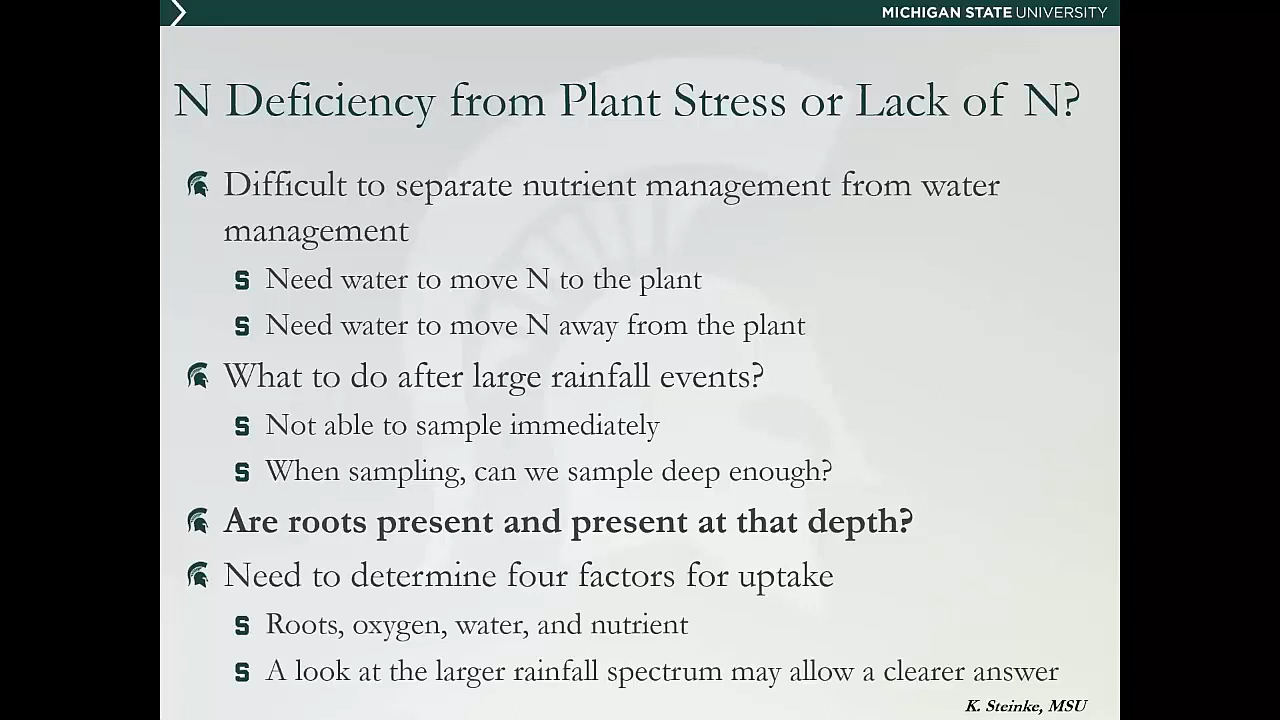 MICHIGAN STATE UNIVERSITY
N Deficiency from Plant Stress or Lack of N?
Difficult to separate nutrient management from water
management
Need water to move N to the plant
Need water to move N away from the plant
What to do after large rainfall events?
Not able to sample immediately
When sampling, can we sample deep enough?
Are roots present and present at that depth?
Need to determine four factors for uptake
Roots, oxygen, water, and nutrient
A look at the larger rainfall spectrum may allow a clearer answer
K. Steinke, MSU